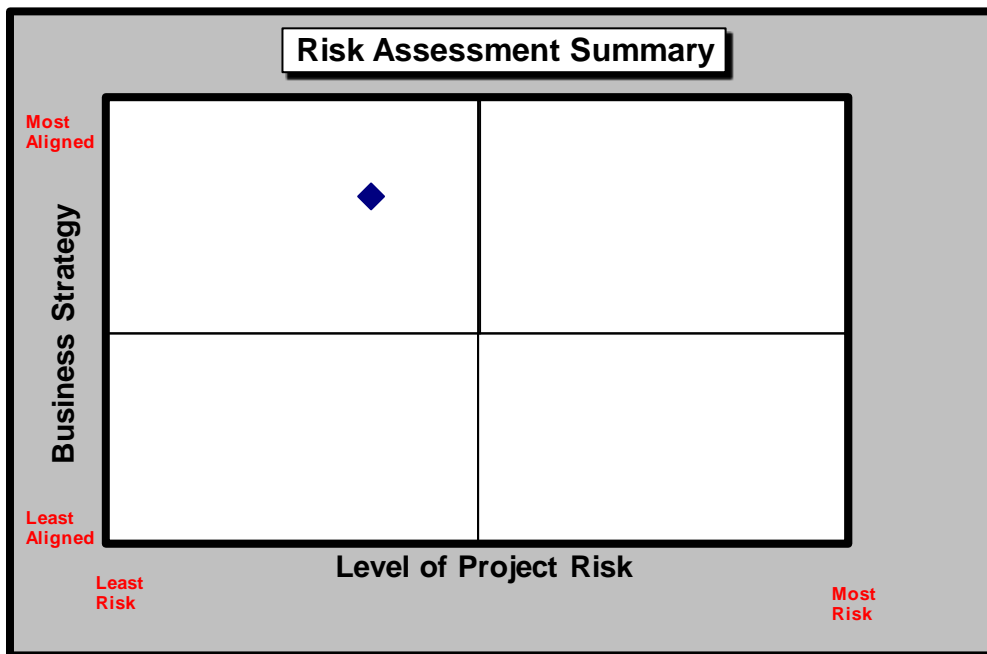 Risk Assessment Summary
Most
Aligned
Business Strategy
Least
Aligned
Level of Project Risk
Least
Risk
Most
Risk